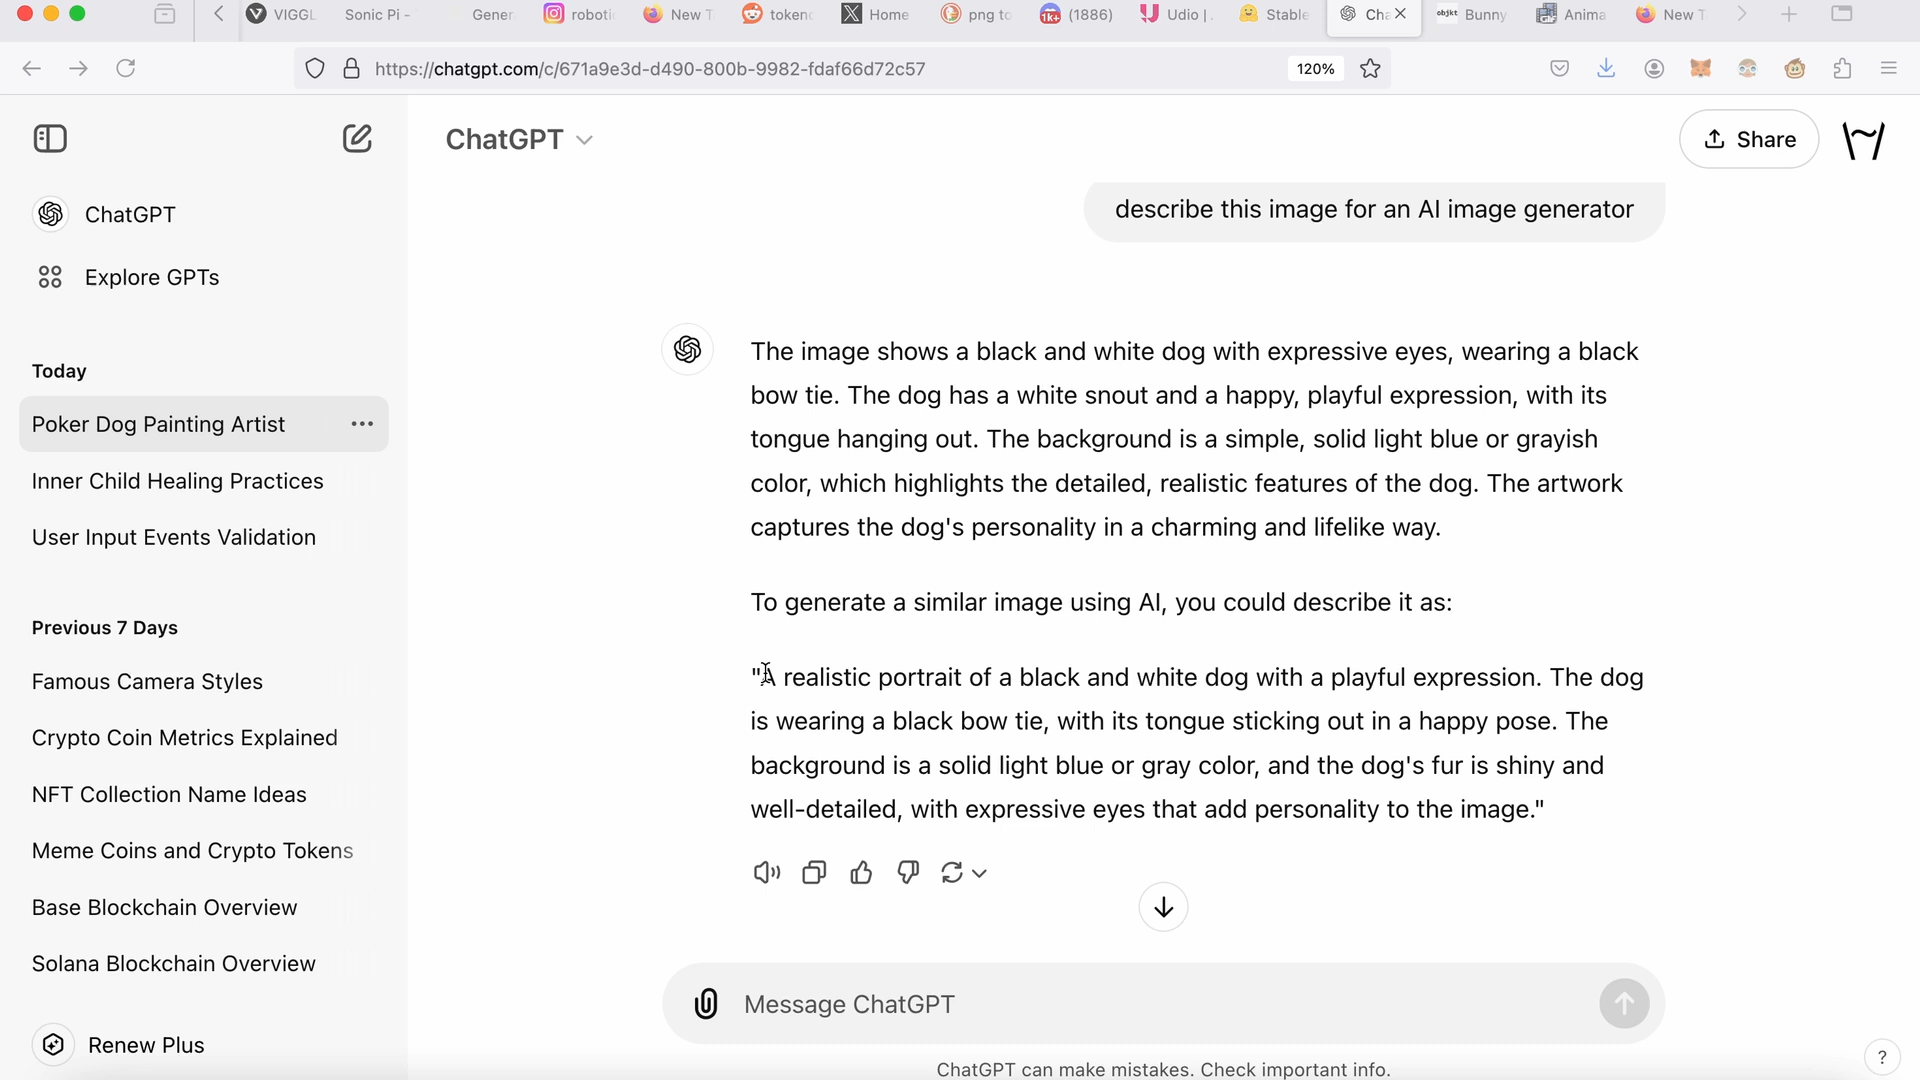 VIGGL
Sonic Pi -
Gener
roboti
New T
token
Home
png to
1k+ (1886)
Udio |
Stable
Cha
objkt Bunny
Anima
New T
https://chatgpt.com/c/671a9e3d-d490-800b-9982-fdaf66d72c57
120%
ChatGPT
Share
ChatGPT
Explore GPTs
Today
Poker Dog Painting Artist
Inner Child Healing Practices
User Input Events Validation
Previous 7 Days
Famous Camera Styles
Crypto Coin Metrics Explained
NFT Collection Name Ideas
Meme Coins and Crypto Tokens
Base Blockchain Overview
Solana Blockchain Overview
Renew Plus
describe this image for an AI image generator
The image shows a black and white dog with expressive eyes, wearing a black
bow tie. The dog has a white snout and a happy, playful expression, with its
tongue hanging out. The background is a simple, solid light blue or grayish
color, which highlights the detailed, realistic features of the dog. The artwork
captures the dog's personality in a charming and lifelike way.
To generate a similar image using AI, you could describe it as:
"A realistic portrait of a black and white dog with a playful expression. The dog
is wearing a black bow tie, with its tongue sticking out in a happy pose. The
background is a solid light blue or gray color, and the dog's fur is shiny and
well-detailed, with expressive eyes that add personality to the image."
Message ChatGPT
ChatGPT can make mistakes. Check important info.
?